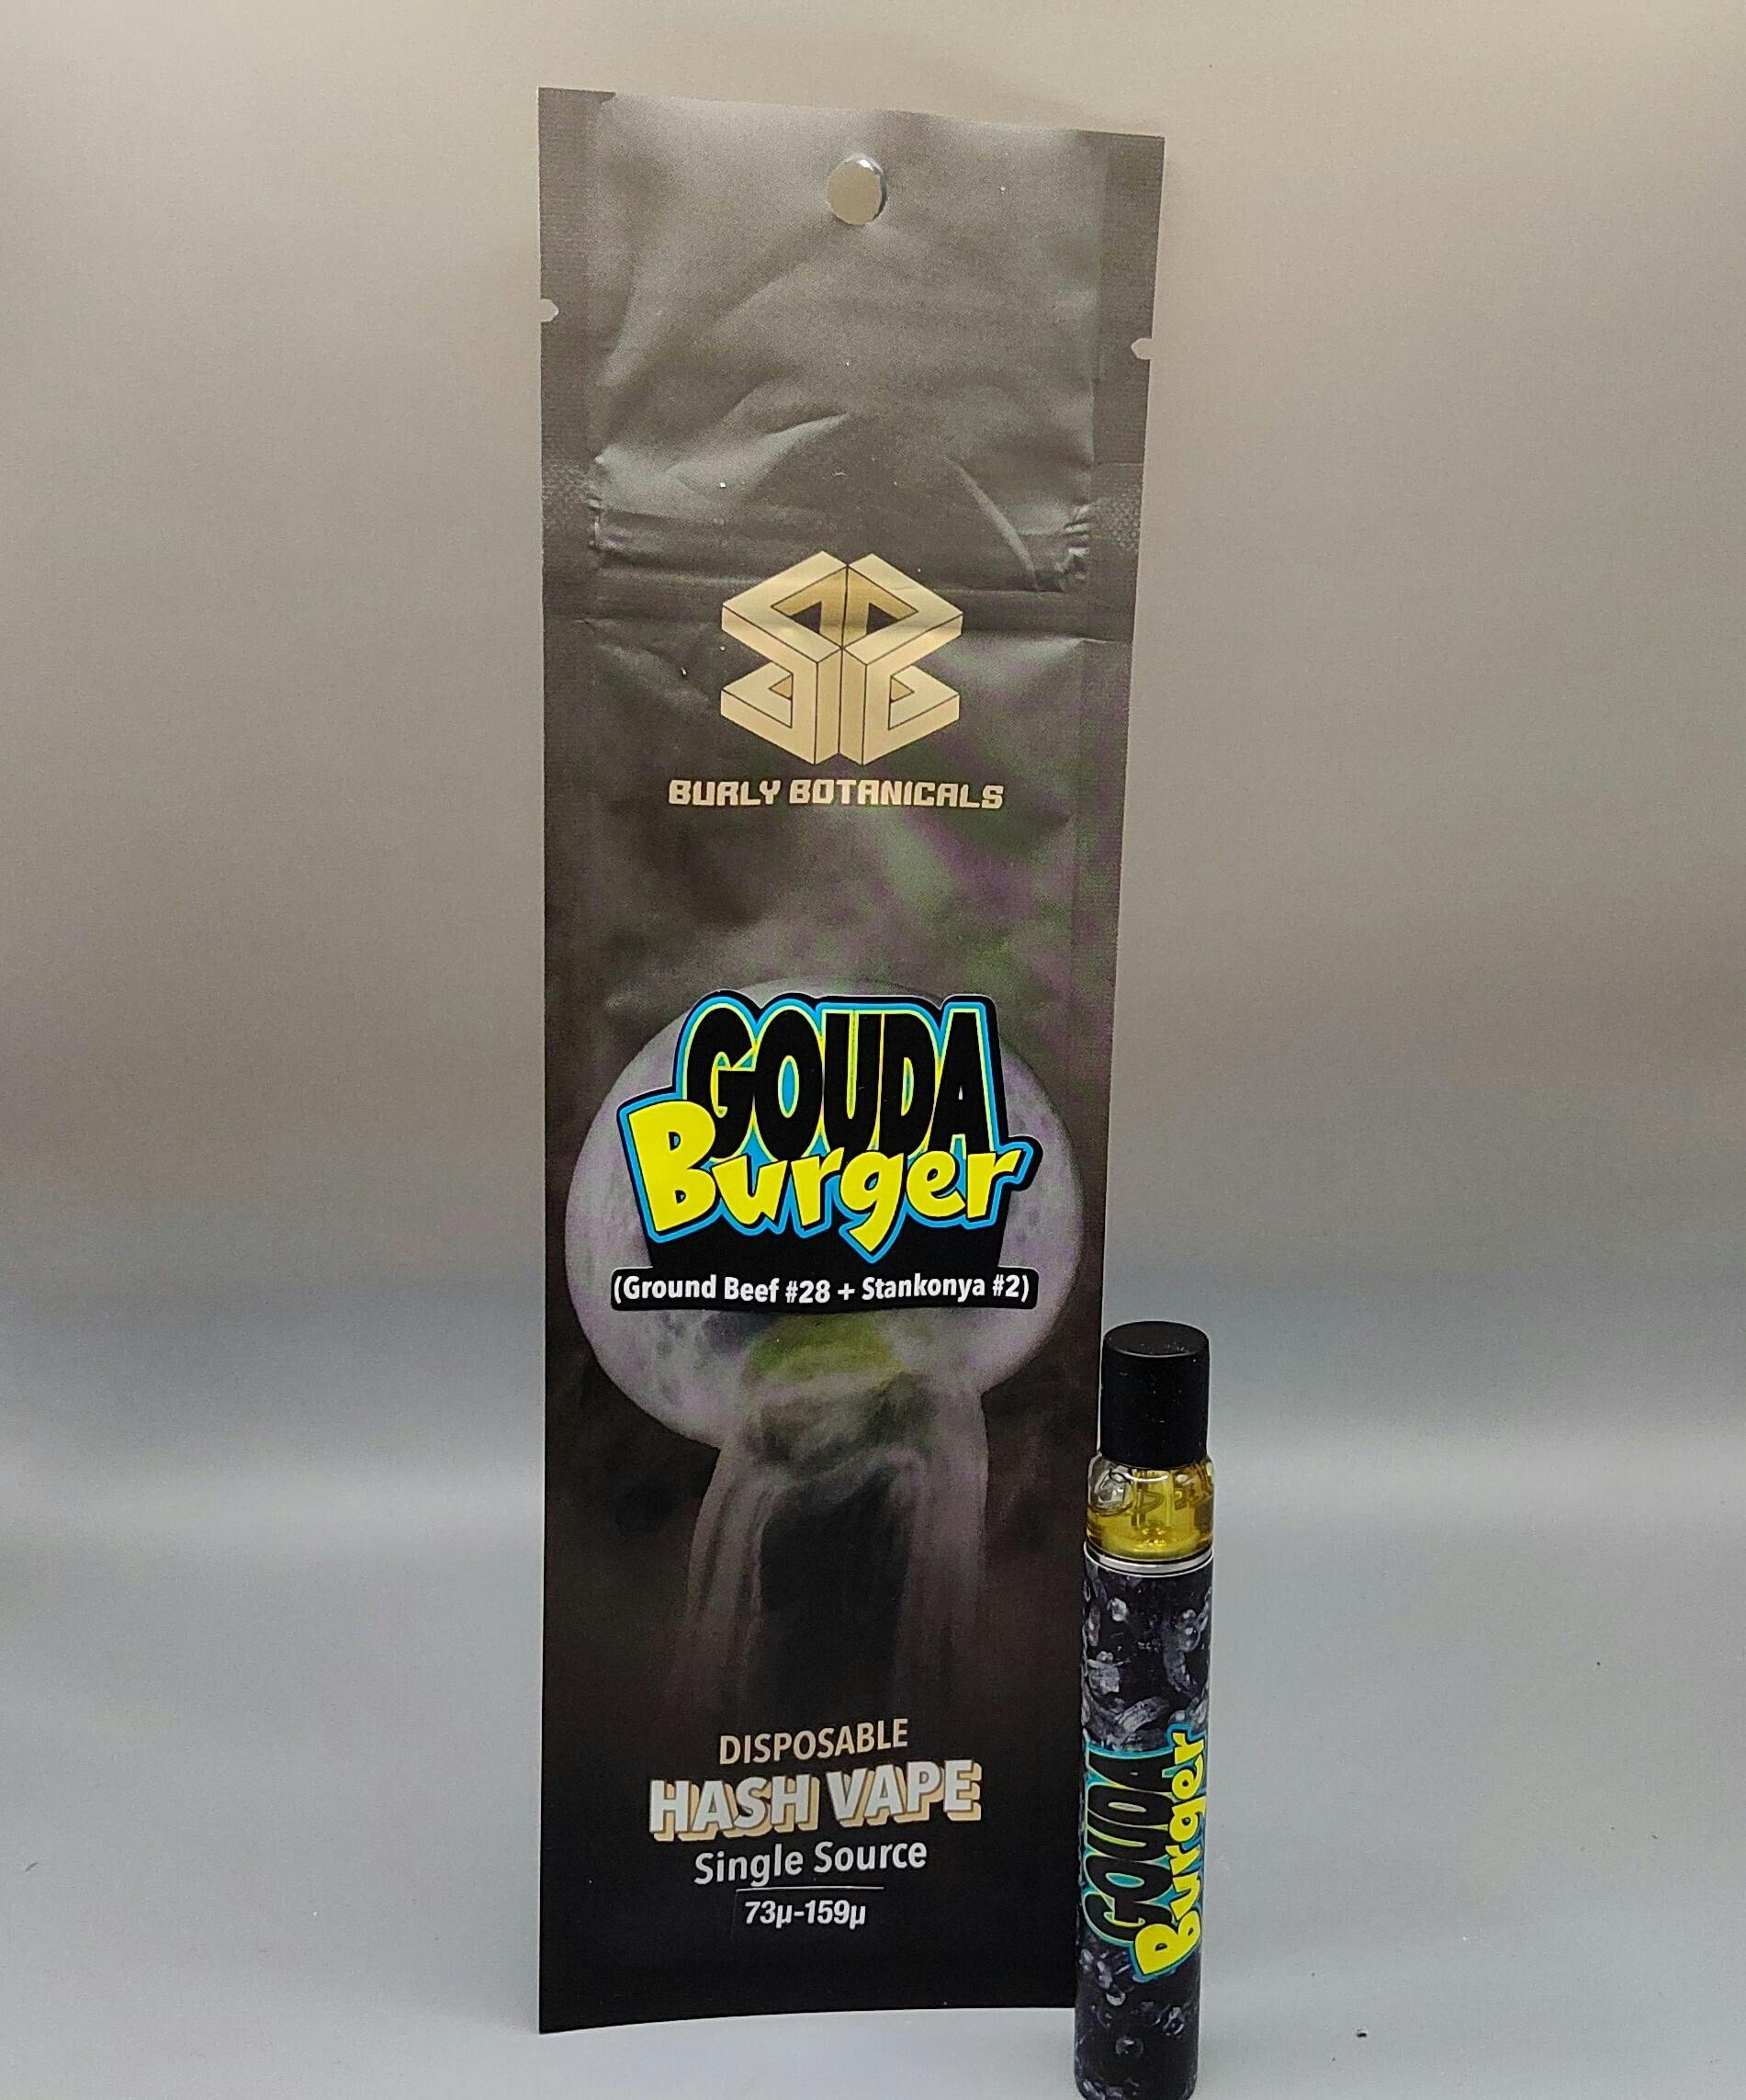 BURLY BOTANICALS
GOUDA
Burger
(Ground Beef #28 + Stankonya #2)
DISPOSABLE
HASH VAPE
Single Source
73µ-159µ
GOUDA
Burger